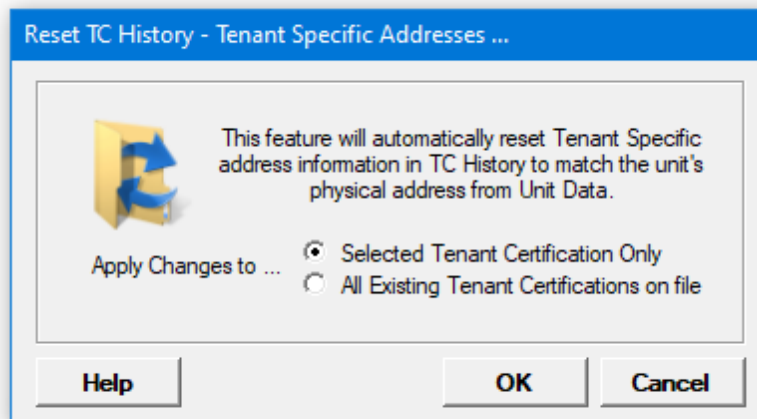 Reset TC History - Tenant Specific Addresses ...
This feature will automatically reset Tenant Specific
address information in TC History to match the unit's
physical address from Unit Data.
Apply Changes to ...
Selected Tenant Certification Only
All Existing Tenant Certifications on file
Help
OK
Cancel